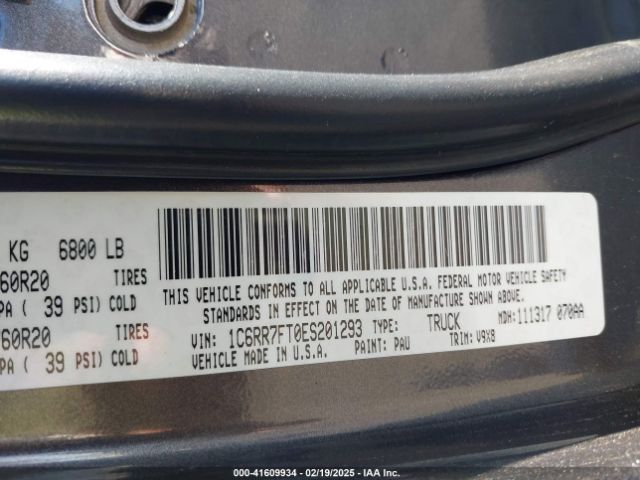 KG 6800 LB
60R20 TIRES
PA ( 39 PSI) COLD
60R20 TIRES
PA ( 39 PSI) COLD
THIS VEHICLE CONFORMS TO ALL APPLICABLE U.S.A. FEDERAL MOTOR VEHICLE SAFETY
STANDARDS IN EFFECT ON THE DATE OF MANUFACTURE SHOWN ABOVE.
VIN: 1C6RR7FT0ES201293 TYPE: TRUCK MDH: 111317 070AA
VEHICLE MADE IN U.S.A. PAINT: PAU TRIM: V9X8
000-41609934 - 02/19/2025 - IAA Inc.